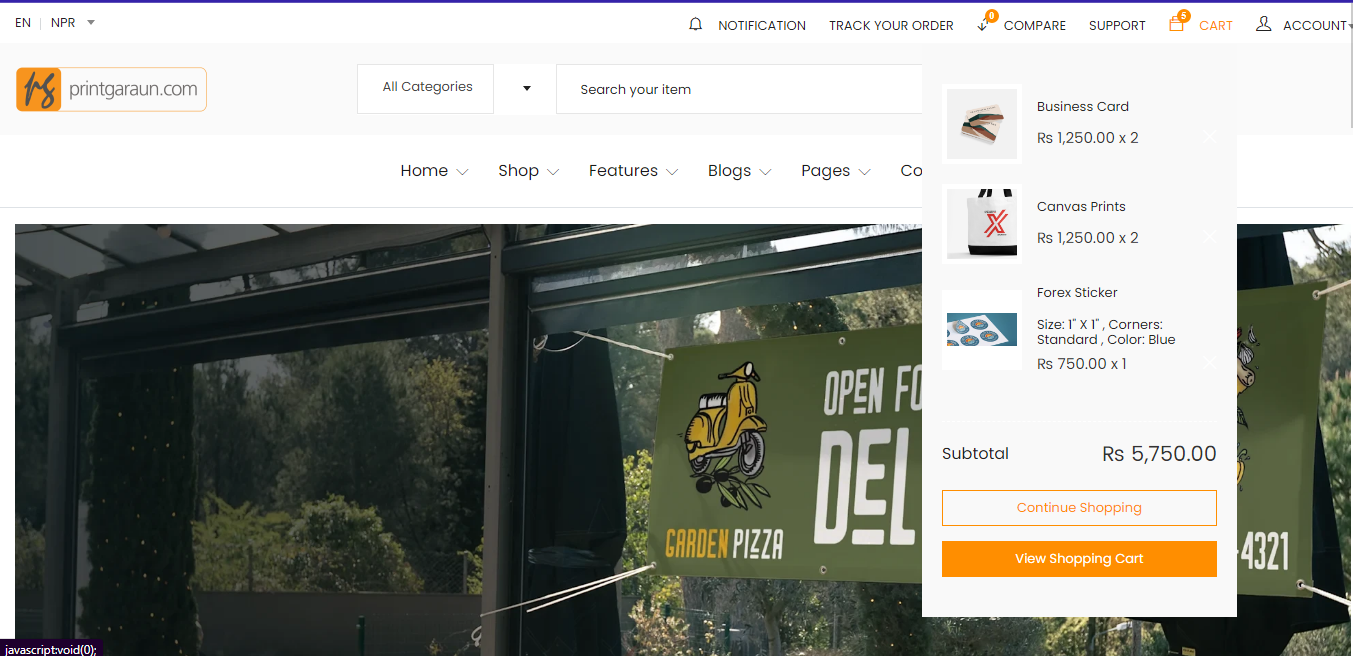 EN
NPR
NOTIFICATION
TRACK YOUR ORDER
0
COMPARE
SUPPORT
5
CART
ACCOUNT
printgaraun.com
All Categories
Search your item
Home
Shop
Features
Blogs
Pages
Co
Business Card
₨ 1,250.00 x 2
Canvas Prints
₨ 1,250.00 x 2
Forex Sticker
Size: 1" X 1" , Corners:
Standard , Color: Blue
₨ 750.00 x 1
Subtotal
₨ 5,750.00
Continue Shopping
View Shopping Cart
OPEN FO
DEL
GARDEN PIZZA
-4321
javascript:void(0);